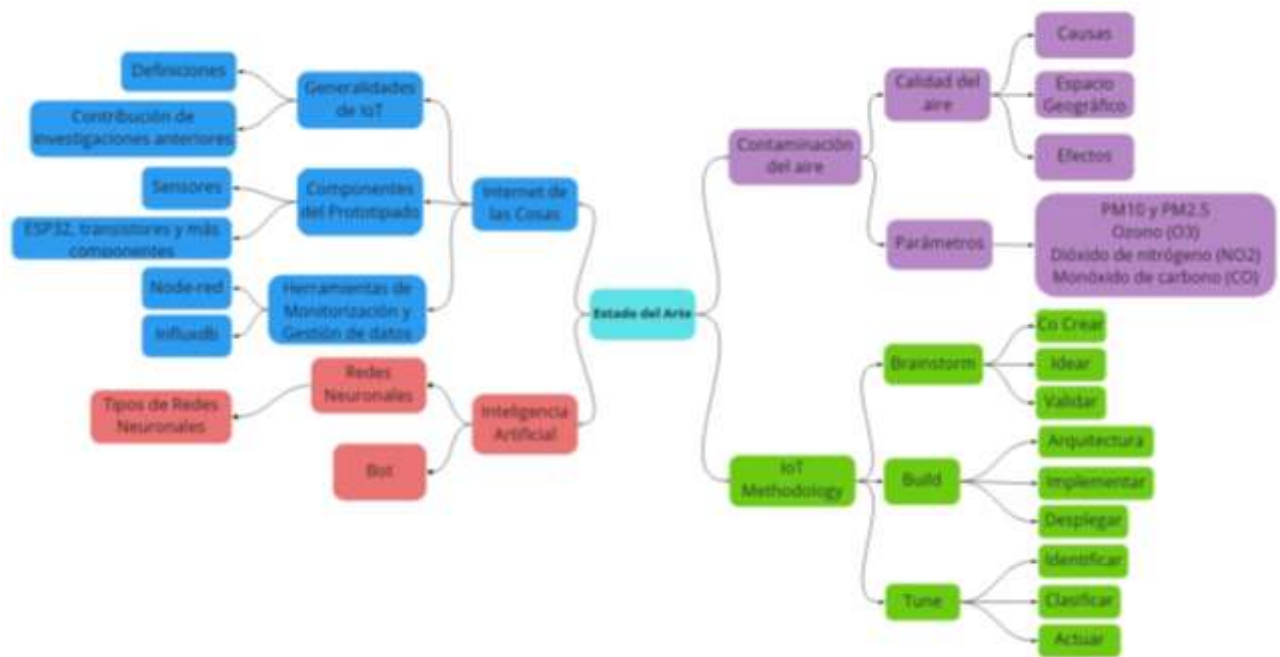 Definiciones
Contribución de
investigaciones anteriores
Generalidades
de IoT
Sensores
ESP32, transistores y más
componentes
Componentes
del Prototipado
Node-red
Influxdb
Herramientas de
Monitorización y
Gestión de datos
Internet de
las Cosas
Tipos de Redes
Neuronales
Redes
Neuronales
Bot
Inteligencia
Artificial
Estado del Arte
Contaminación
del aire
Calidad del
aire
Causas
Espacio
Geográfico
Efectos
Parámetros
PM10 y PM2.5
Ozono (O3)
Dióxido de nitrógeno (NO2)
Monóxido de carbono (CO)
IoT
Methodology
Brainstorm
Co Crear
Idear
Validar
Build
Arquitectura
Implementar
Desplegar
Tune
Identificar
Clasificar
Actuar